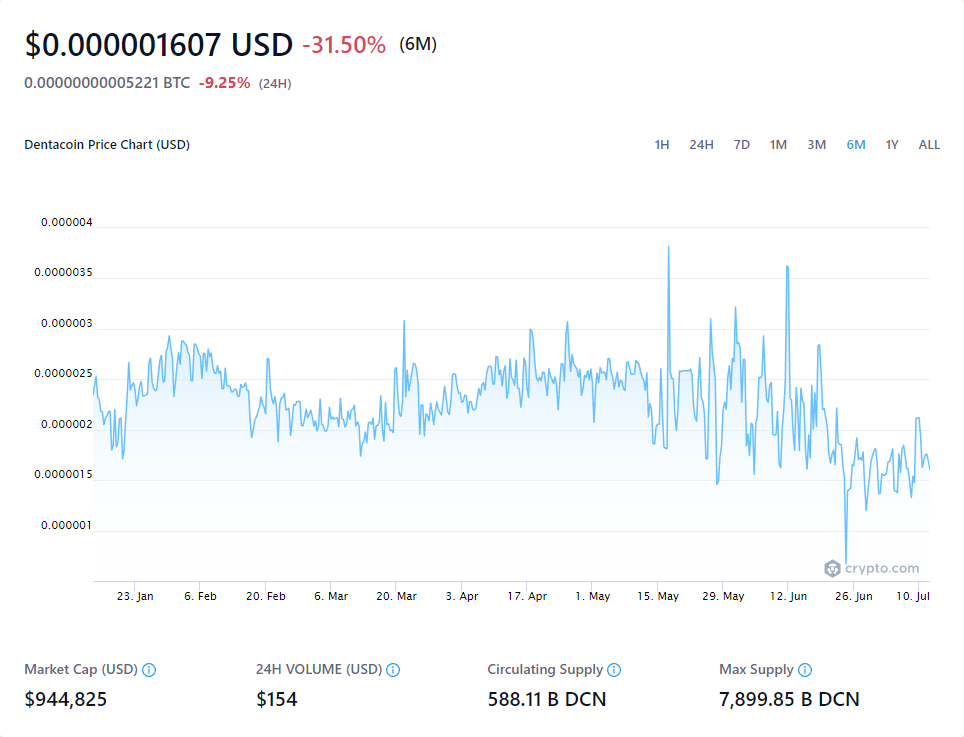 $0.000001607 USD -31.50% (6M)
0.00000000005221 BTC -9.25% (24H)
Dentacoin Price Chart (USD) 1H 24H 7D 1M 3M 6M 1Y ALL
0.000004
0.0000035
0.000003
0.0000025
0.000002
0.0000015
0.000001
crypto.com
23. Jan 6. Feb 20. Feb 6. Mar 20. Mar 3. Apr 17. Apr 1. May 15. May 29. May 12. Jun 26. Jun 10. Jul
Market Cap (USD) 24H VOLUME (USD) Circulating Supply Max Supply
$944,825 $154 588.11 B DCN 7,899.85 B DCN